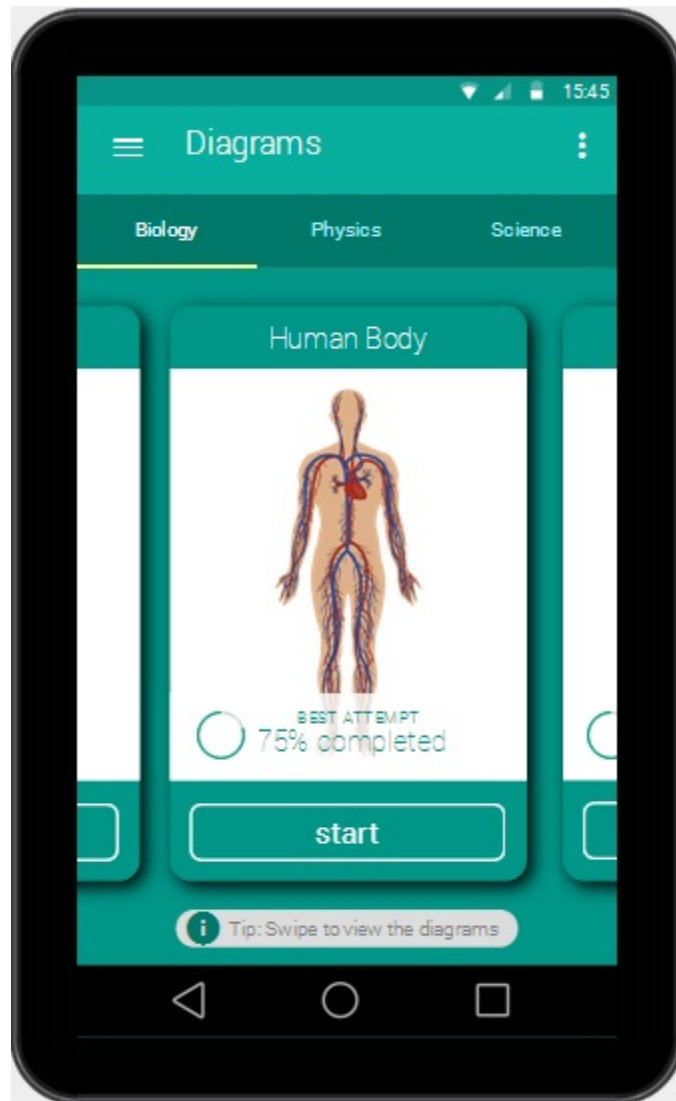 15:45
Diagrams
Biology Physics Science
Human Body
BEST ATTEMPT
75% completed
start
i Tip: Swipe to view the diagrams